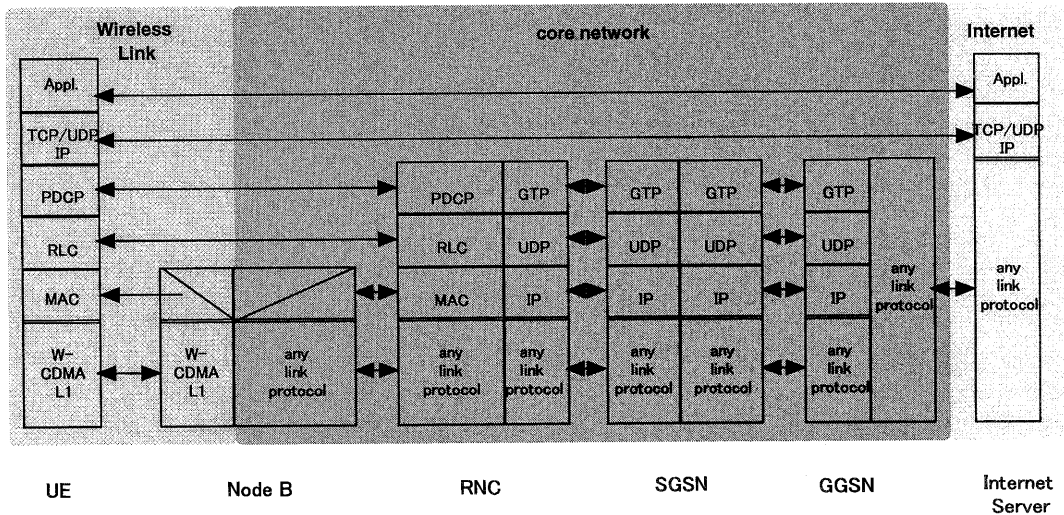 Wireless
Link
core network
Internet
Appl.
TCP/UDP
IP
PDCP
RLC
MAC
W-
CDMA
L1
W-
CDMA
L1
any
link
protocol
PDCP
RLC
MAC
any
link
protocol
GTP
UDP
IP
any
link
protocol
GTP
UDP
IP
any
link
protocol
GTP
UDP
IP
any
link
protocol
GTP
UDP
IP
any
link
protocol
any
link
protocol
Appl.
TCP/UDP
IP
any
link
protocol
UE
Node B
RNC
SGSN
GGSN
Internet
Server